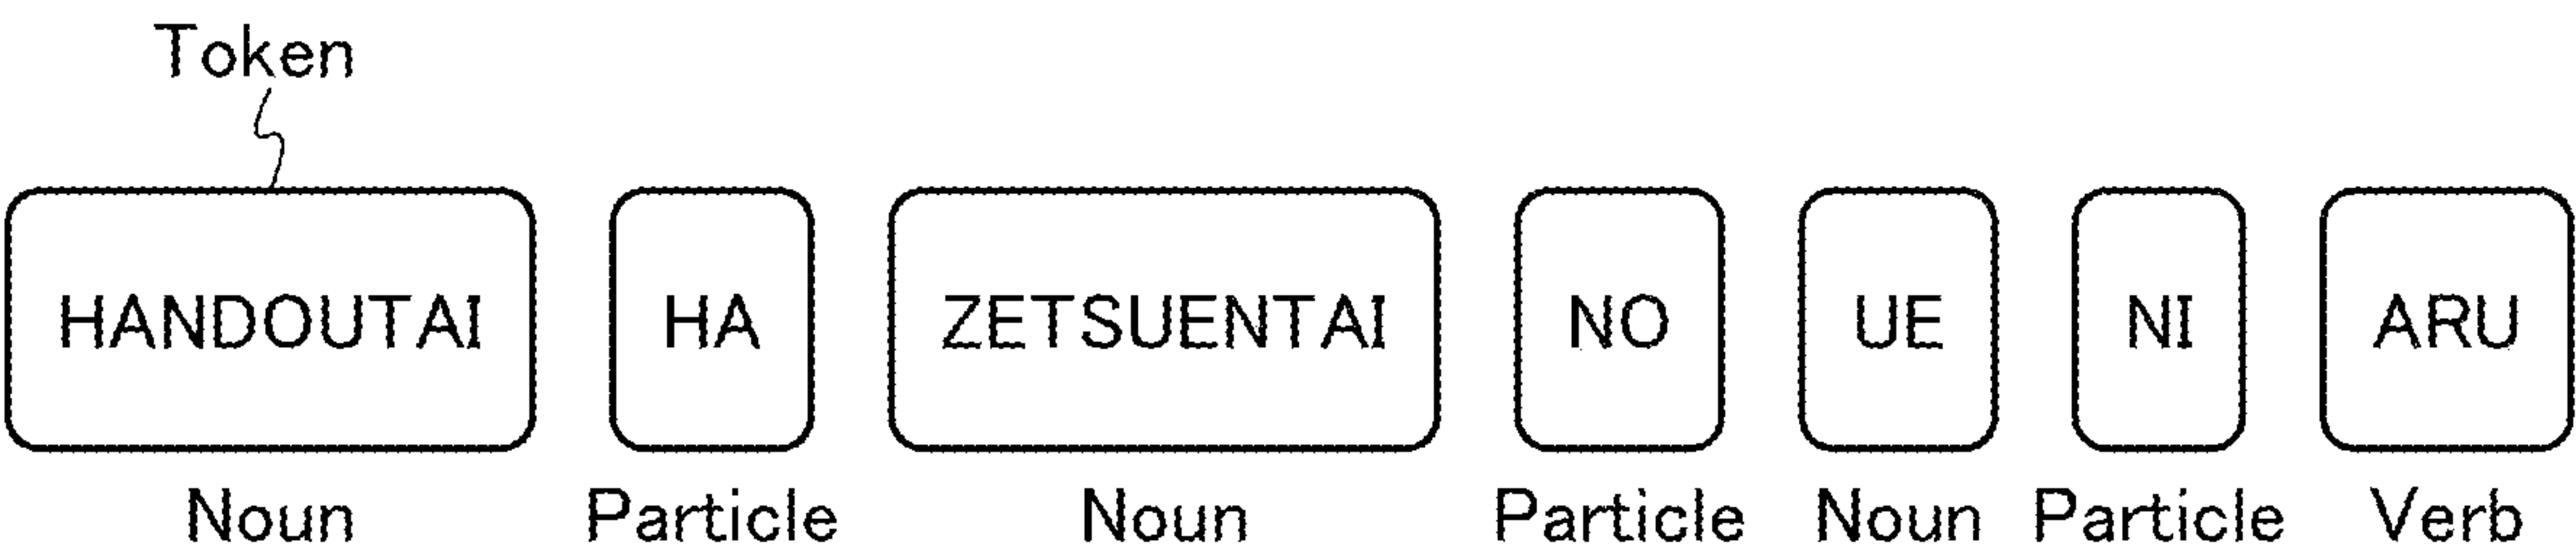 Token
HANDOUTAI HA ZETSUENTAI NO UE NI ARU
Noun Particle Noun Particle Noun Particle Verb